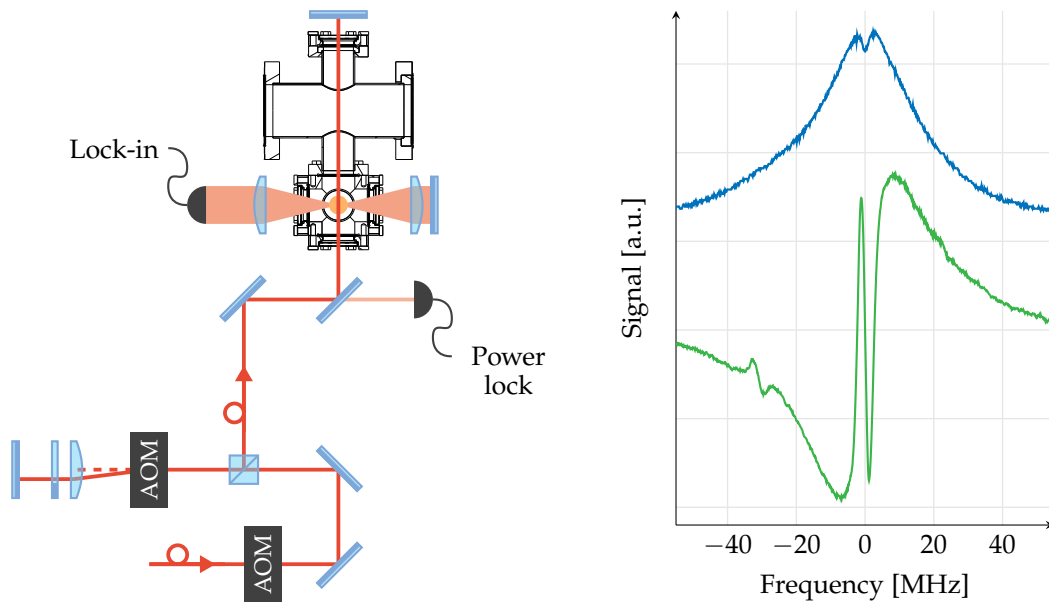 Lock-in
Power
lock
AOM
AOM
Signal [a.u.]
−40 −20 0 20 40
Frequency [MHz]